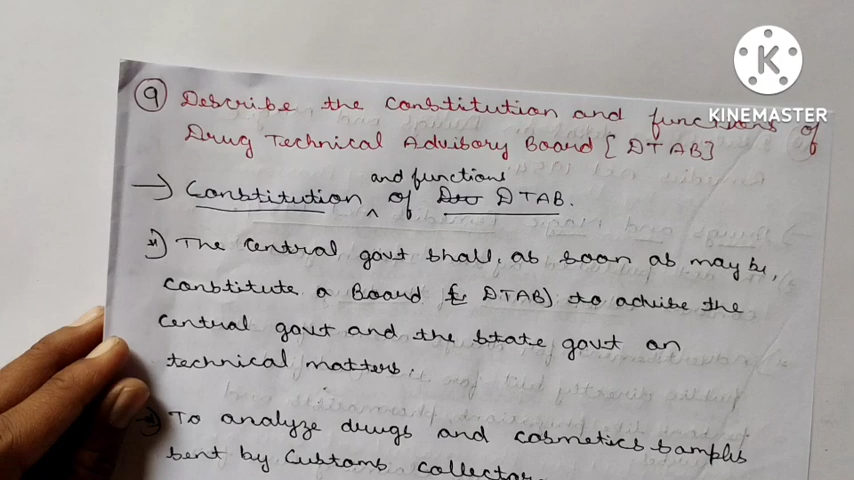 KINEMASTER
9 Describe the constitution and functions of
Drug Technical Advisory Board [DTAB]
→ Constitution and functions of DTAB.
1) The central govt shall, as soon as may be,
constitute a Board (DTAB) to advise the
central govt and the state govt on
technical matters.
To analyze drugs and cosmetics samples
sent by Customs collector